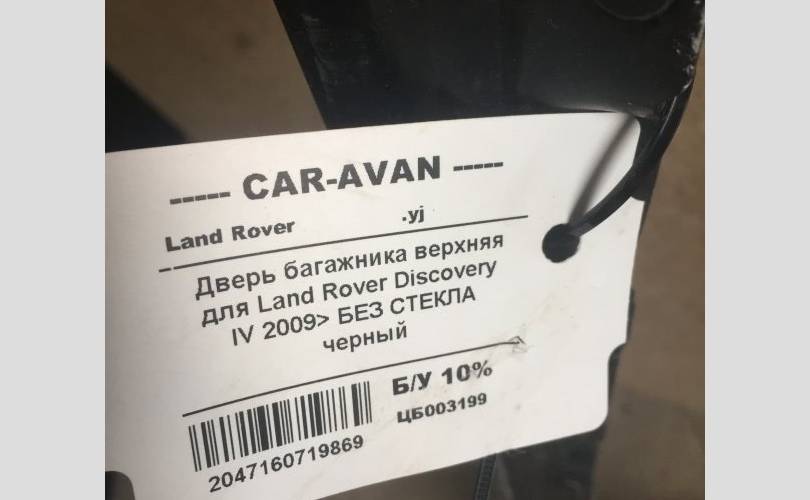 ----- CAR-AVAN -----
Land Rover .yj
Дверь багажника верхняя
для Land Rover Discovery
IV 2009> БЕЗ СТЕКЛА
черный
Б/У 10%
ЦБ003199
2047160719869